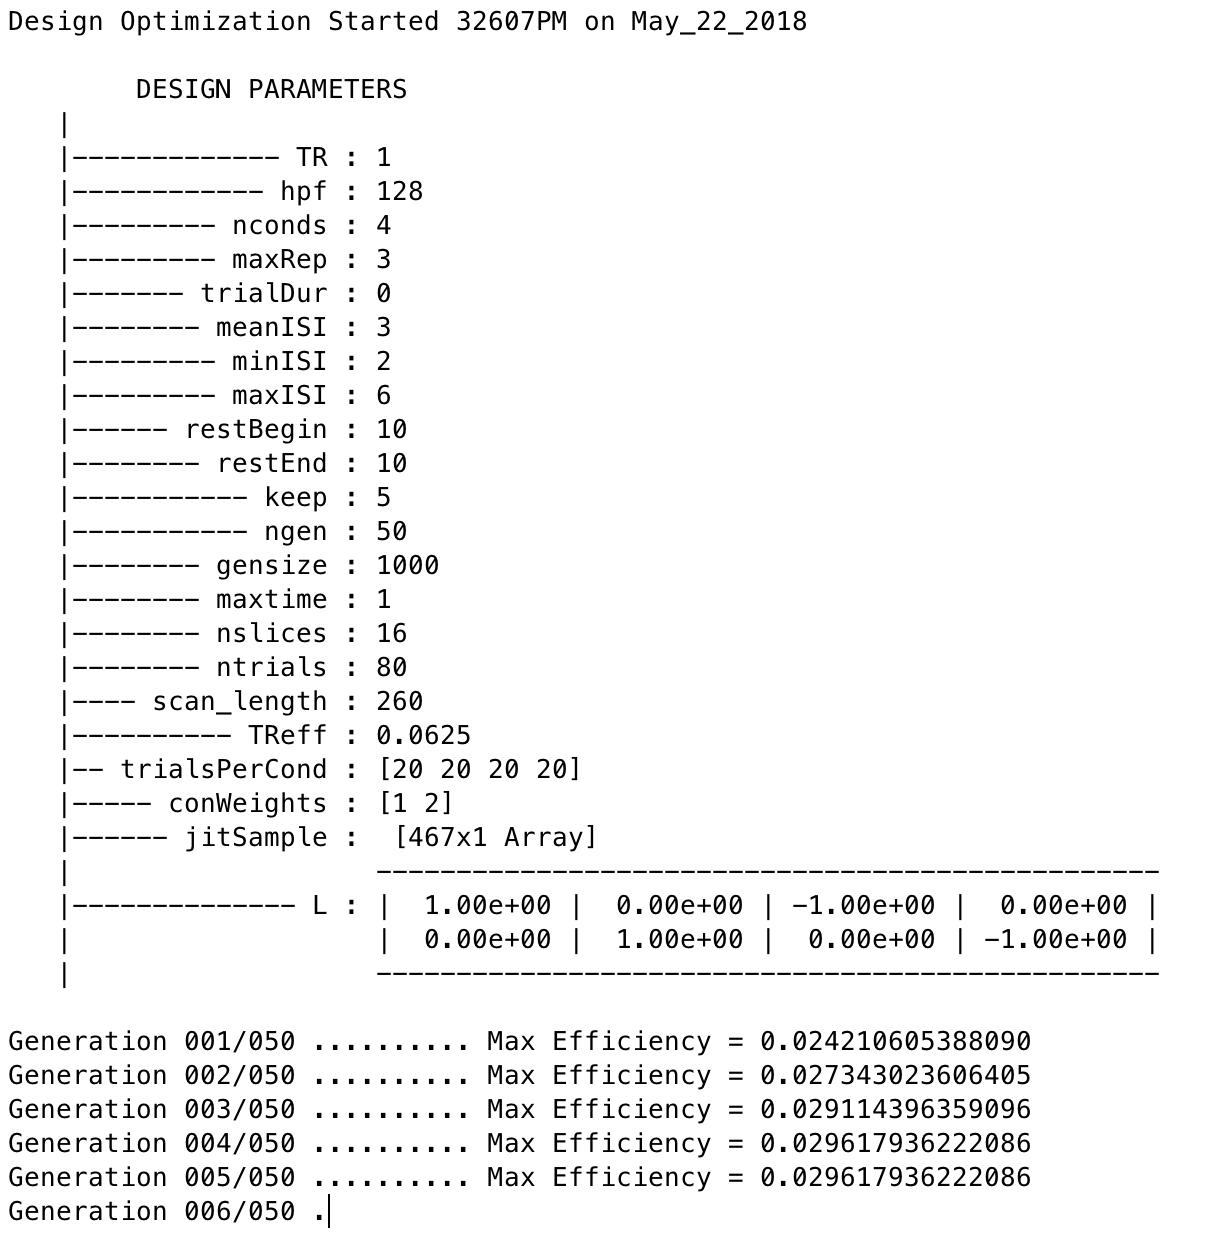 Design Optimization Started 32607PM on May_22_2018
DESIGN PARAMETERS
|
|------------- TR : 1
|------------ hpf : 128
|--------- nconds : 4
|--------- maxRep : 3
|------- trialDur : 0
|-------- meanISI : 3
|--------- minISI : 2
|--------- maxISI : 6
|------ restBegin : 10
|-------- restEnd : 10
|----------- keep : 5
|----------- ngen : 50
|-------- gensize : 1000
|-------- maxtime : 1
|-------- nslices : 16
|-------- ntrials : 80
|---- scan_length : 260
|---------- TReff : 0.0625
|-- trialsPerCond : [20 20 20 20]
|----- conWeights : [1 2]
|------ jitSample :  [467x1 Array]
|                   -------------------------------------------------
|-------------- L : |  1.00e+00 |  0.00e+00 | -1.00e+00 |  0.00e+00 |
|                   |  0.00e+00 |  1.00e+00 |  0.00e+00 | -1.00e+00 |
|                   -------------------------------------------------
Generation 001/050 .......... Max Efficiency = 0.024210605388090
Generation 002/050 .......... Max Efficiency = 0.027343023606405
Generation 003/050 .......... Max Efficiency = 0.029114396359096
Generation 004/050 .......... Max Efficiency = 0.029617936222086
Generation 005/050 .......... Max Efficiency = 0.029617936222086
Generation 006/050 .